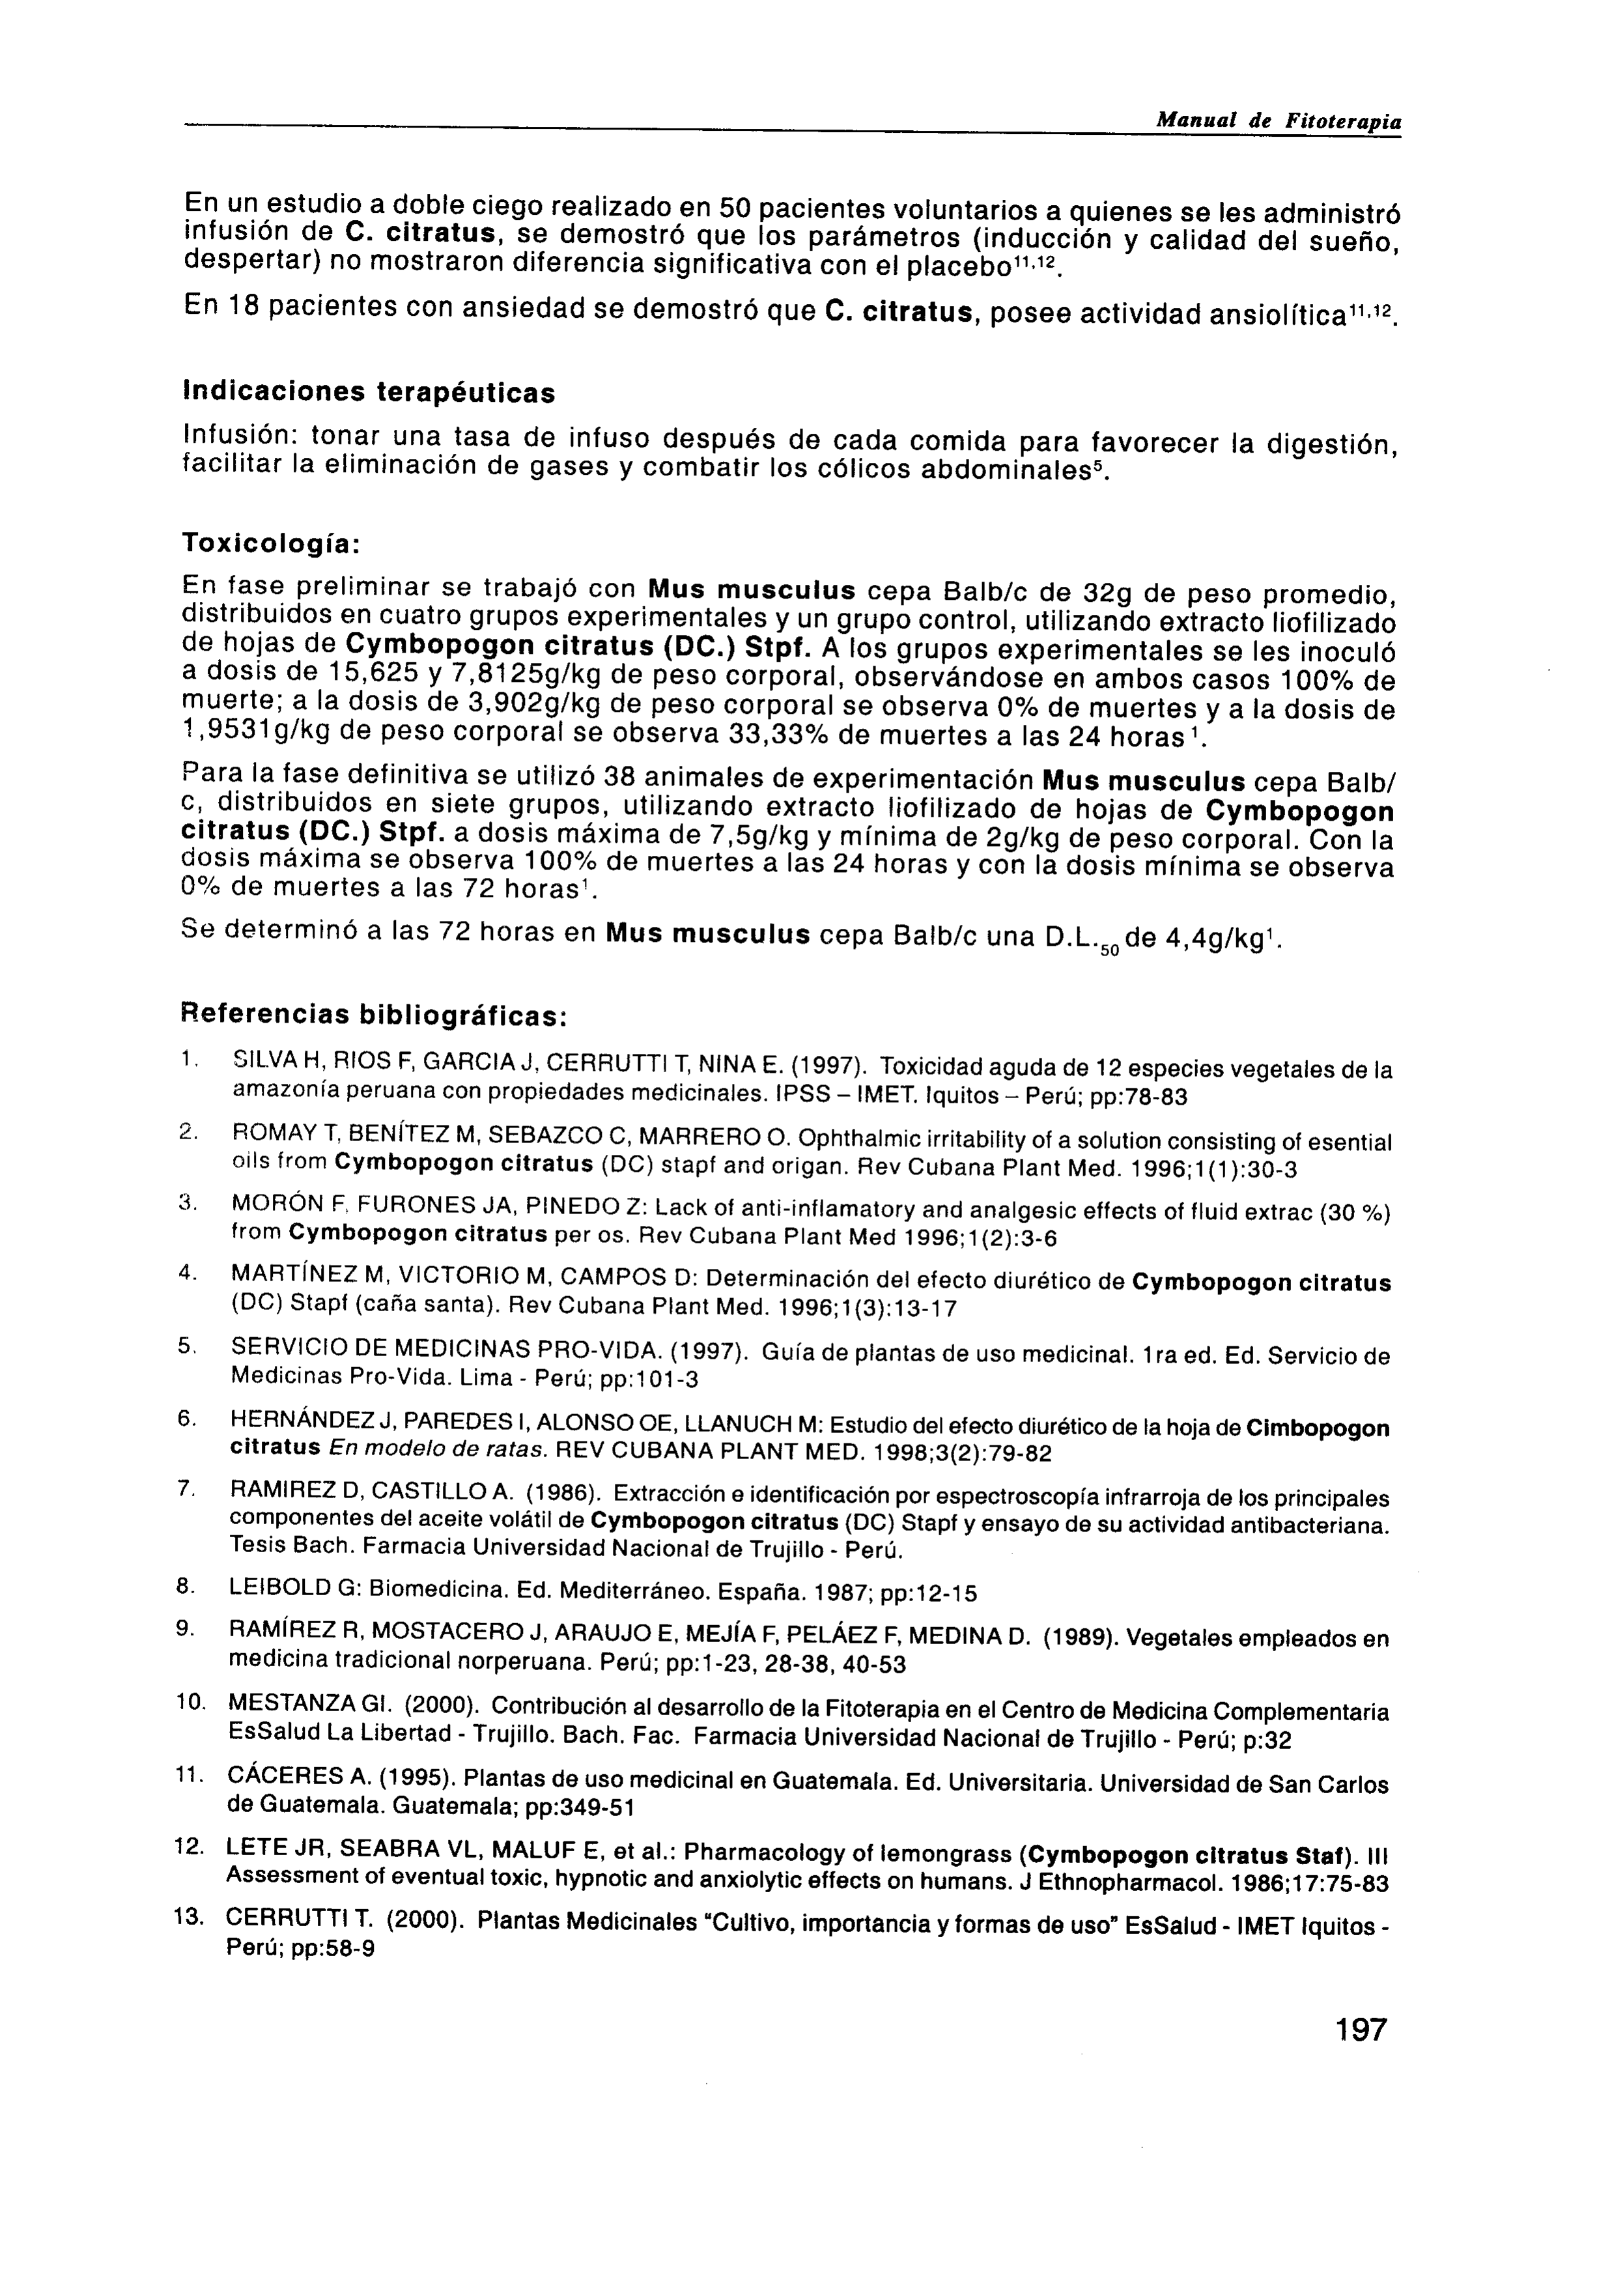 Manual de Fitoterapia
En un estudio a doble ciego realizado en 50 pacientes voluntarios a quienes se les administró
infusión de C. citratus, se demostró que los parámetros (inducción y calidad del sueño,
despertar) no mostraron diferencia significativa con el placebo¹¹,¹².
En 18 pacientes con ansiedad se demostró que C. citratus, posee actividad ansiolítica¹¹,¹².
Indicaciones terapéuticas
Infusión: tonar una tasa de infuso después de cada comida para favorecer la digestión,
facilitar la eliminación de gases y combatir los cólicos abdominales⁵.
Toxicología:
En fase preliminar se trabajó con Mus musculus cepa Balb/c de 32g de peso promedio,
distribuidos en cuatro grupos experimentales y un grupo control, utilizando extracto liofilizado
de hojas de Cymbopogon citratus (DC.) Stpf. A los grupos experimentales se les inoculó
a dosis de 15,625 y 7,8125g/kg de peso corporal, observándose en ambos casos 100% de
muerte; a la dosis de 3,902g/kg de peso corporal se observa 0% de muertes y a la dosis de
1,9531g/kg de peso corporal se observa 33,33% de muertes a las 24 horas¹.
Para la fase definitiva se utilizó 38 animales de experimentación Mus musculus cepa Balb/
c, distribuidos en siete grupos, utilizando extracto liofilizado de hojas de Cymbopogon
citratus (DC.) Stpf. a dosis máxima de 7,5g/kg y mínima de 2g/kg de peso corporal. Con la
dosis máxima se observa 100% de muertes a las 24 horas y con la dosis mínima se observa
0% de muertes a las 72 horas¹.
Se determinó a las 72 horas en Mus musculus cepa Balb/c una D.L.₅₀ de 4,4g/kg¹.
Referencias bibliográficas:
1. SILVA H, RIOS F, GARCIA J, CERRUTTI T, NINA E. (1997). Toxicidad aguda de 12 especies vegetales de la
amazonía peruana con propiedades medicinales. IPSS – IMET. Iquitos – Perú; pp:78-83
2. ROMAY T, BENÍTEZ M, SEBAZCO C, MARRERO O. Ophthalmic irritability of a solution consisting of esential
oils from Cymbopogon citratus (DC) stapf and origan. Rev Cubana Plant Med. 1996;1(1):30-3
3. MORÓN F, FURONES JA, PINEDO Z: Lack of anti-inflamatory and analgesic effects of fluid extrac (30 %)
from Cymbopogon citratus per os. Rev Cubana Plant Med 1996;1(2):3-6
4. MARTÍNEZ M, VICTORIO M, CAMPOS D: Determinación del efecto diurético de Cymbopogon citratus
(DC) Stapf (caña santa). Rev Cubana Plant Med. 1996;1(3):13-17
5. SERVICIO DE MEDICINAS PRO-VIDA. (1997). Guía de plantas de uso medicinal. 1ra ed. Ed. Servicio de
Medicinas Pro-Vida. Lima - Perú; pp:101-3
6. HERNÁNDEZ J, PAREDES I, ALONSO OE, LLANUCH M: Estudio del efecto diurético de la hoja de Cimbopogon
citratus En modelo de ratas. REV CUBANA PLANT MED. 1998;3(2):79-82
7. RAMIREZ D, CASTILLO A. (1986). Extracción e identificación por espectroscopía infrarroja de los principales
componentes del aceite volátil de Cymbopogon citratus (DC) Stapf y ensayo de su actividad antibacteriana.
Tesis Bach. Farmacia Universidad Nacional de Trujillo - Perú.
8. LEIBOLD G: Biomedicina. Ed. Mediterráneo. España. 1987; pp:12-15
9. RAMÍREZ R, MOSTACERO J, ARAUJO E, MEJÍA F, PELÁEZ F, MEDINA D. (1989). Vegetales empleados en
medicina tradicional norperuana. Perú; pp:1-23, 28-38, 40-53
10. MESTANZA GI. (2000). Contribución al desarrollo de la Fitoterapia en el Centro de Medicina Complementaria
EsSalud La Libertad - Trujillo. Bach. Fac. Farmacia Universidad Nacional de Trujillo - Perú; p:32
11. CÁCERES A. (1995). Plantas de uso medicinal en Guatemala. Ed. Universitaria. Universidad de San Carlos
de Guatemala. Guatemala; pp:349-51
12. LETE JR, SEABRA VL, MALUF E, et al.: Pharmacology of lemongrass (Cymbopogon citratus Staf). III
Assessment of eventual toxic, hypnotic and anxiolytic effects on humans. J Ethnopharmacol. 1986;17:75-83
13. CERRUTTI T. (2000). Plantas Medicinales "Cultivo, importancia y formas de uso" EsSalud - IMET Iquitos -
Perú; pp:58-9
197